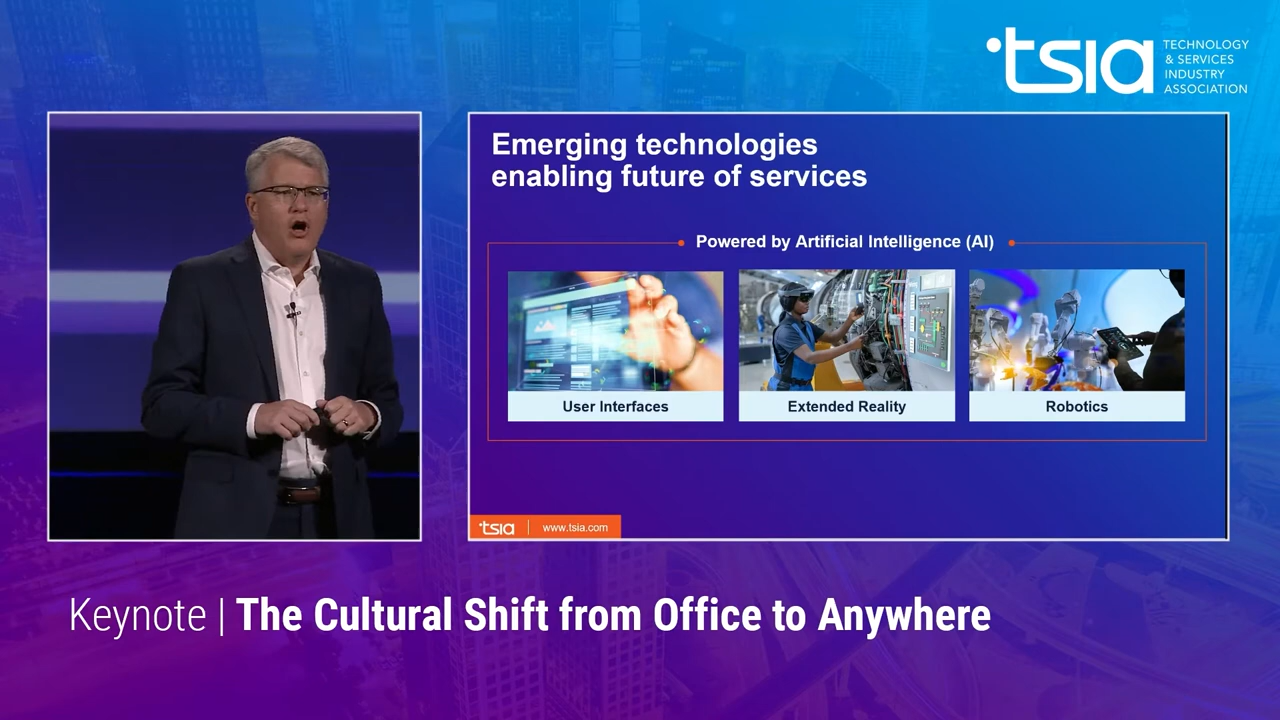 tsia
TECHNOLOGY
& SERVICES
INDUSTRY
ASSOCIATION
Emerging technologies
enabling future of services
Powered by Artificial Intelligence (AI)
User Interfaces
Extended Reality
Robotics
tsia | www.tsia.com
Keynote | The Cultural Shift from Office to Anywhere